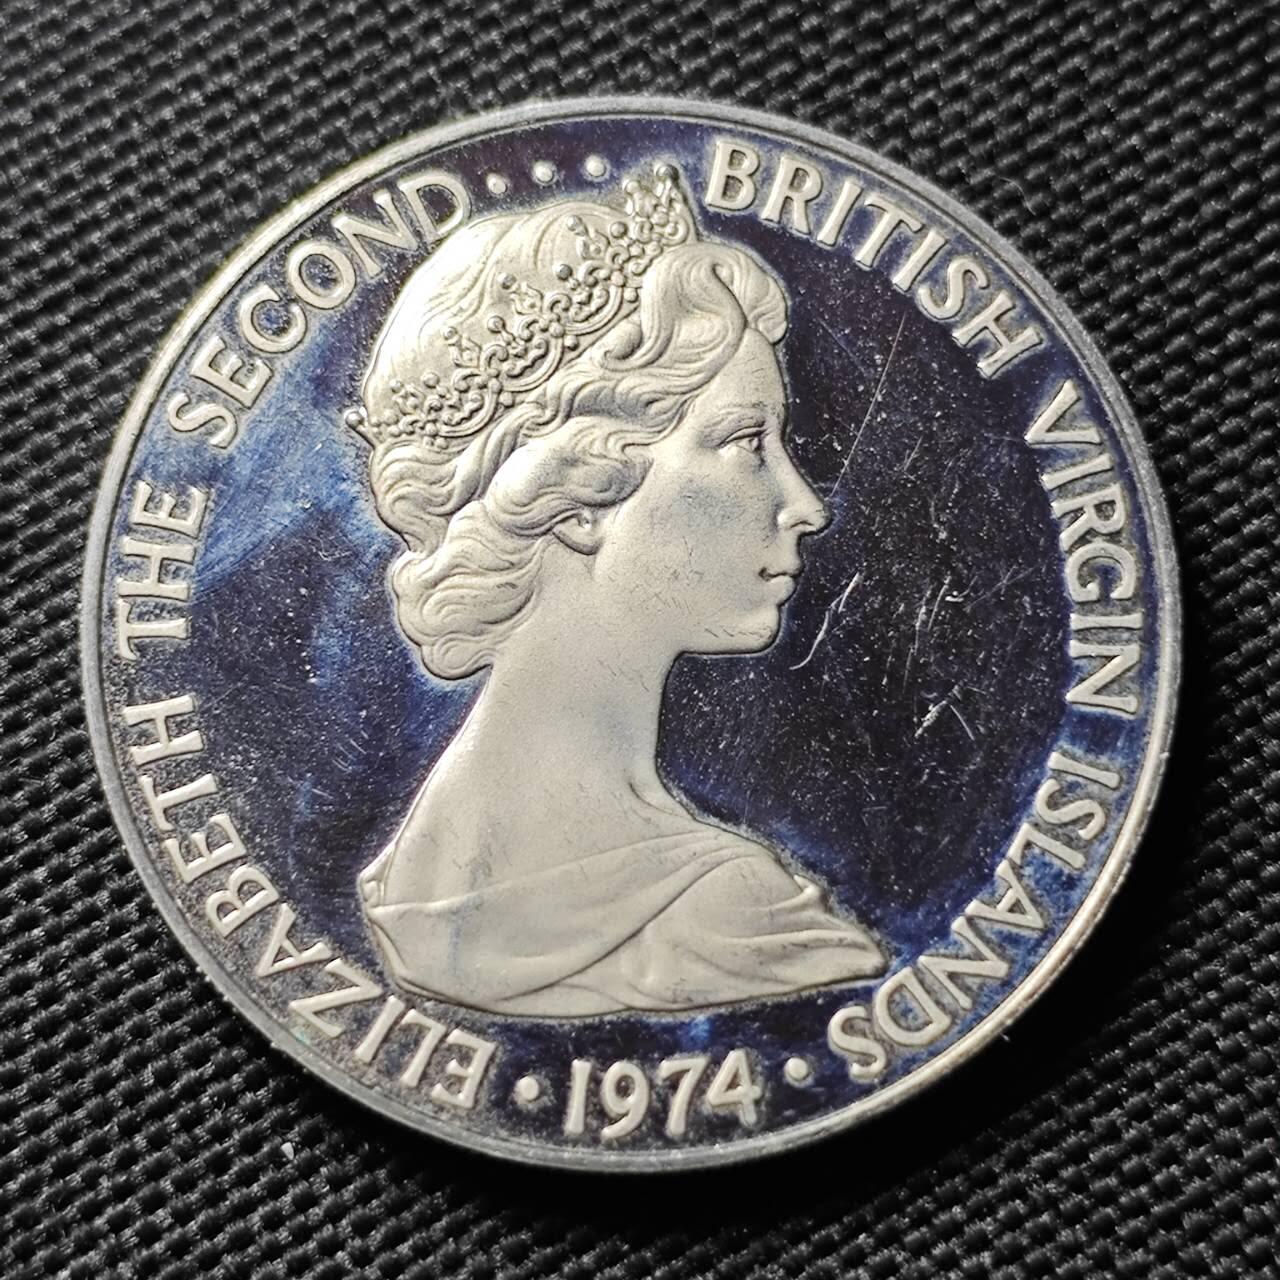 ELIZABETH THE SECOND... BRITISH VIRGIN ISLANDS
· 1974 ·